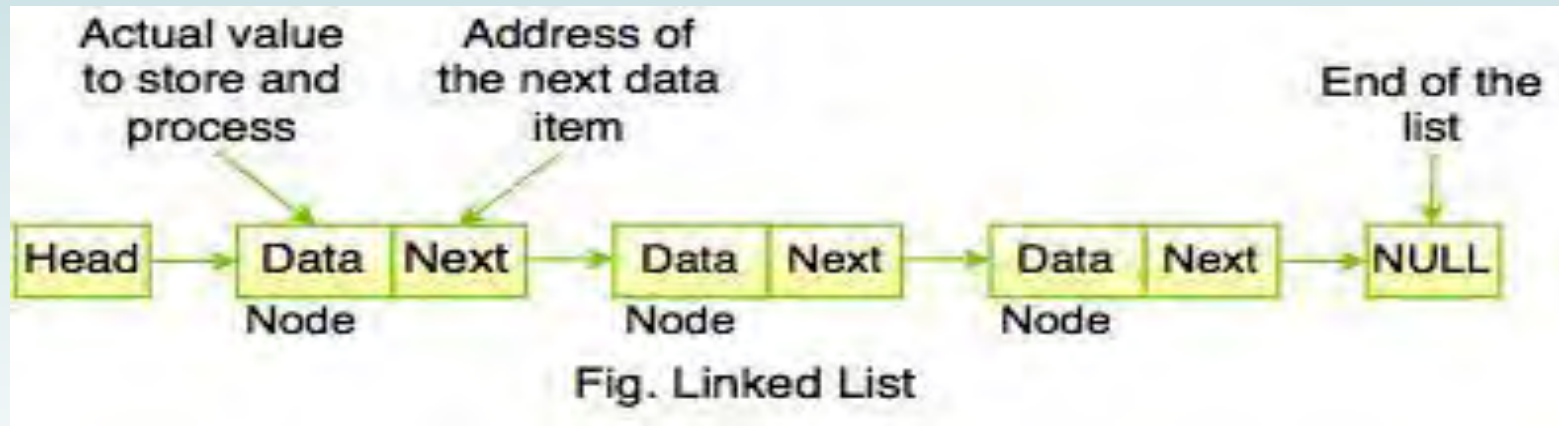 Actual value
to store and
process
Address of
the next data
item
End of the
list
Head
Data
Next
Data
Next
Data
Next
NULL
Node
Node
Node
Fig. Linked List